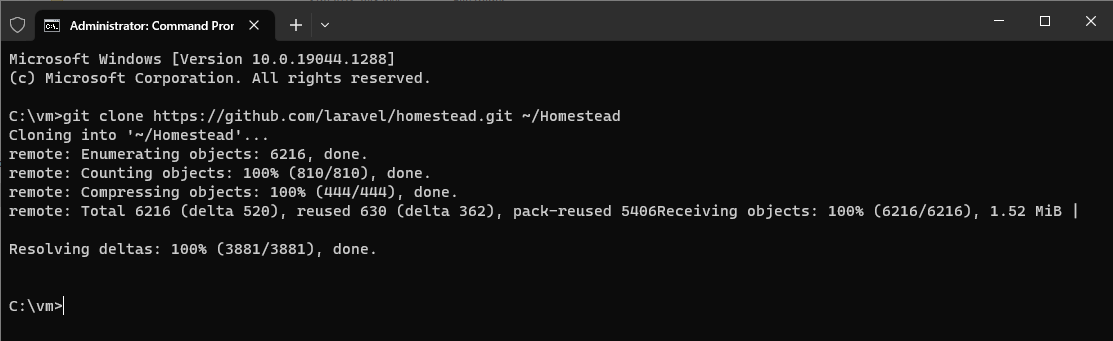 Administrator: Command Pror
Microsoft Windows [Version 10.0.19044.1288]
(c) Microsoft Corporation. All rights reserved.
C:\vm>git clone https://github.com/laravel/homestead.git ~/Homestead
Cloning into '~/Homestead'...
remote: Enumerating objects: 6216, done.
remote: Counting objects: 100% (810/810), done.
remote: Compressing objects: 100% (444/444), done.
remote: Total 6216 (delta 520), reused 630 (delta 362), pack-reused 5406Receiving objects: 100% (6216/6216), 1.52 MiB |
Resolving deltas: 100% (3881/3881), done.
C:\vm>